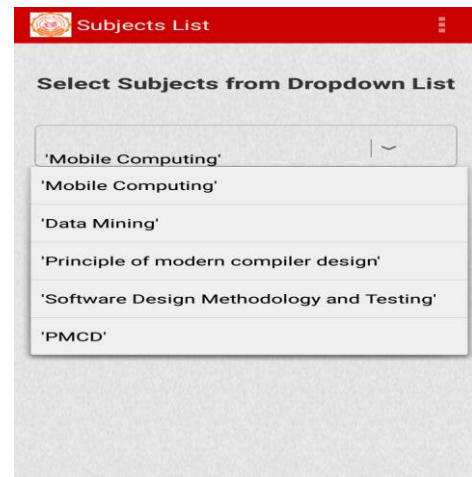 Subjects List
Select Subjects from Dropdown List
'Mobile Computing'
'Mobile Computing'
'Data Mining'
'Principle of modern compiler design'
'Software Design Methodology and Testing'
'PMCD'